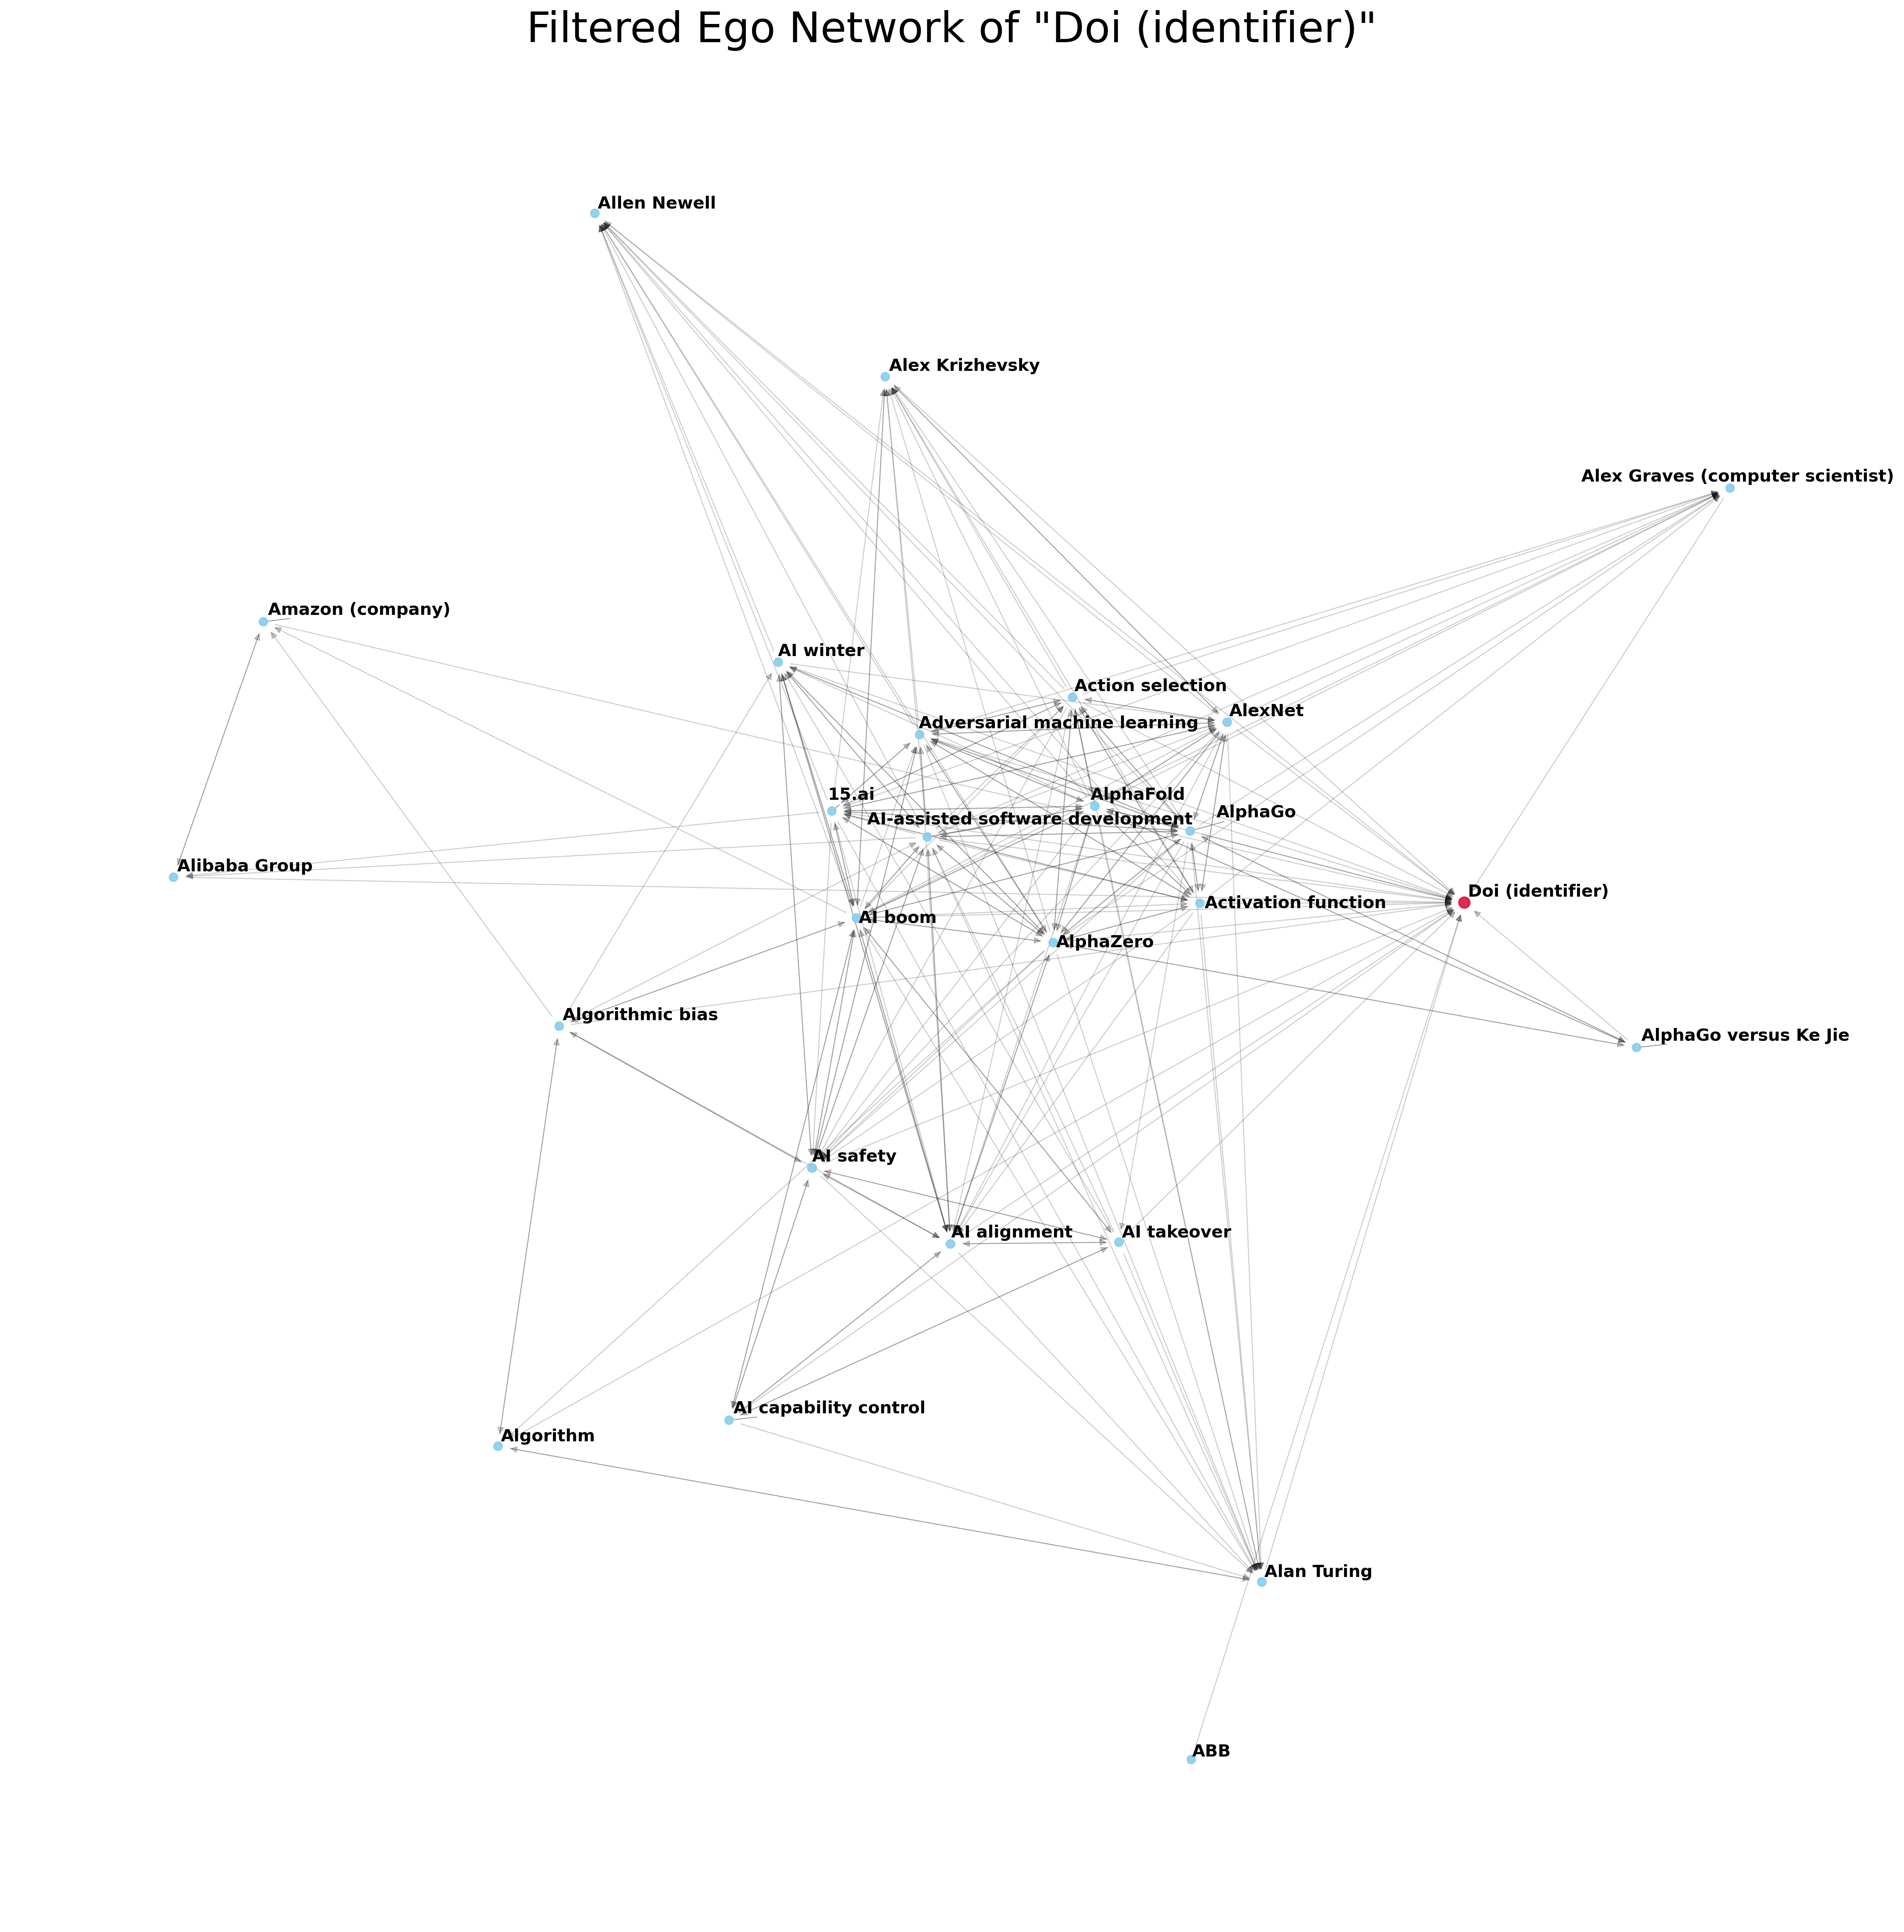 Filtered Ego Network of "Doi (identifier)"
Allen Newell
Alex Krizhevsky
Alex Graves (computer scientist)
Amazon (company)
AI winter
Action selection
AlexNet
Adversarial machine learning
15.ai
AlphaFold
AlphaGo
AI-assisted software development
Alibaba Group
Doi (identifier)
Activation function
AI boom
AlphaZero
Algorithmic bias
AlphaGo versus Ke Jie
AI safety
AI alignment
AI takeover
AI capability control
Algorithm
Alan Turing
ABB